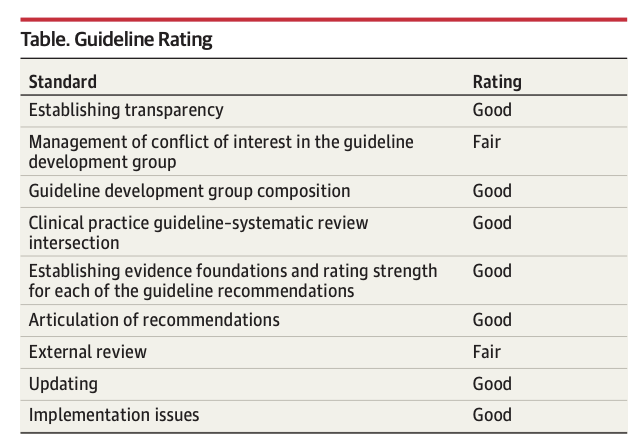 Table. Guideline Rating
Standard Rating
Establishing transparency Good
Management of conflict of interest in the guideline Fair
development group
Guideline development group composition Good
Clinical practice guideline–systematic review Good
intersection
Establishing evidence foundations and rating strength Good
for each of the guideline recommendations
Articulation of recommendations Good
External review Fair
Updating Good
Implementation issues Good